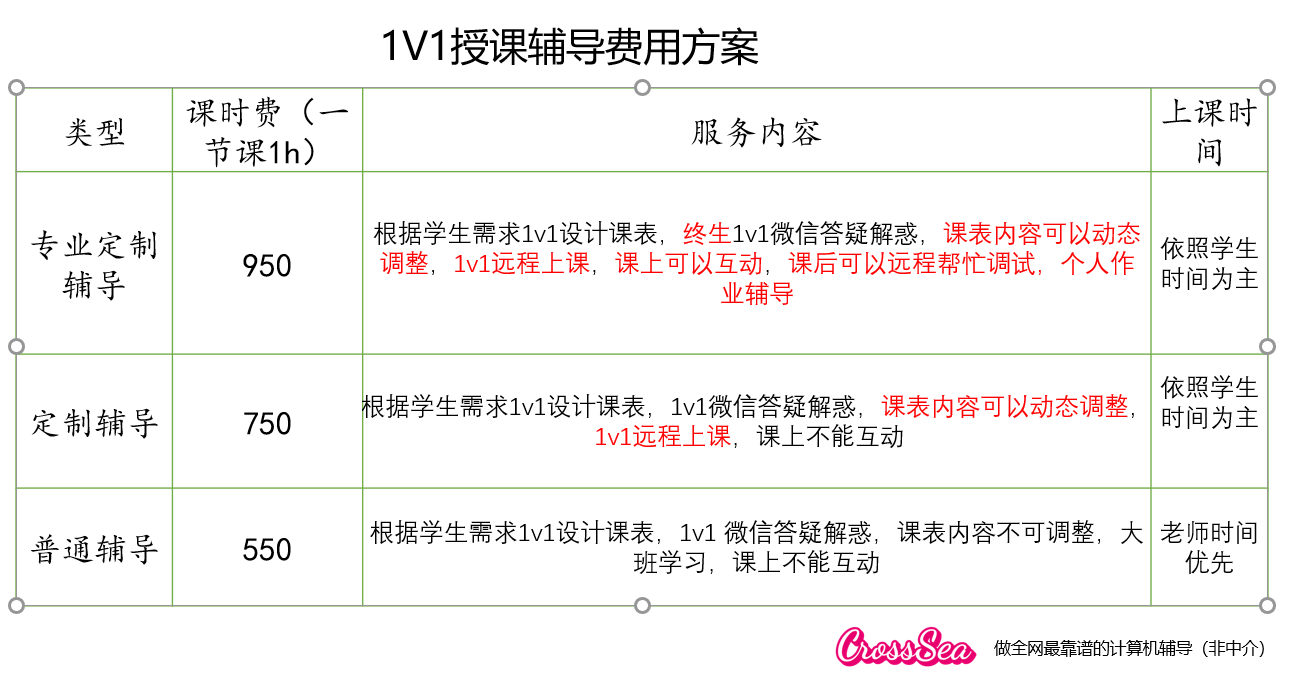 1V1授课辅导费用方案
类型
课时费（一
节课1h）
服务内容
上课时
间
专业定制
辅导
950
根据学生需求1v1设计课表，终生1v1微信答疑解惑，课表内容可以动态
调整，1v1远程上课，课上可以互动，课后可以远程帮忙调试，个人作
业辅导
依照学生
时间为主
定制辅导
750
根据学生需求1v1设计课表，1v1微信答疑解惑，课表内容可以动态调整，
1v1远程上课，课上不能互动
依照学生
时间为主
普通辅导
550
根据学生需求1v1设计课表，1v1 微信答疑解惑，课表内容不可调整，大
班学习，课上不能互动
老师时间
优先
CrossSea
做全网最靠谱的计算机辅导（非中介）